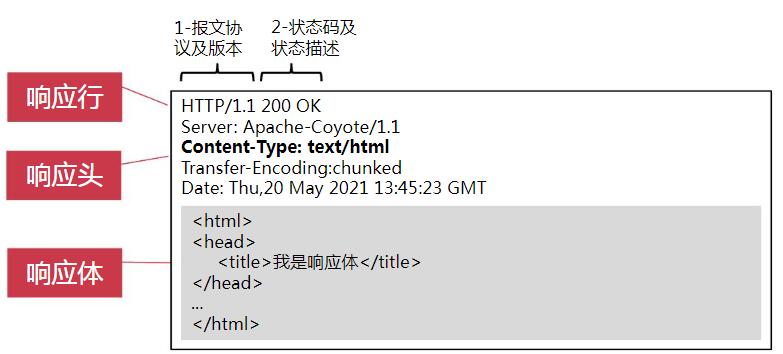 1-报文协
议及版本
2-状态码及
状态描述
响应行
HTTP/1.1 200 OK
Server: Apache-Coyote/1.1
Content-Type: text/html
响应头
Transfer-Encoding:chunked
Date: Thu,20 May 2021 13:45:23 GMT
<html>
<head>
<title>我是响应体</title>
响应体
</head>
...
</html>